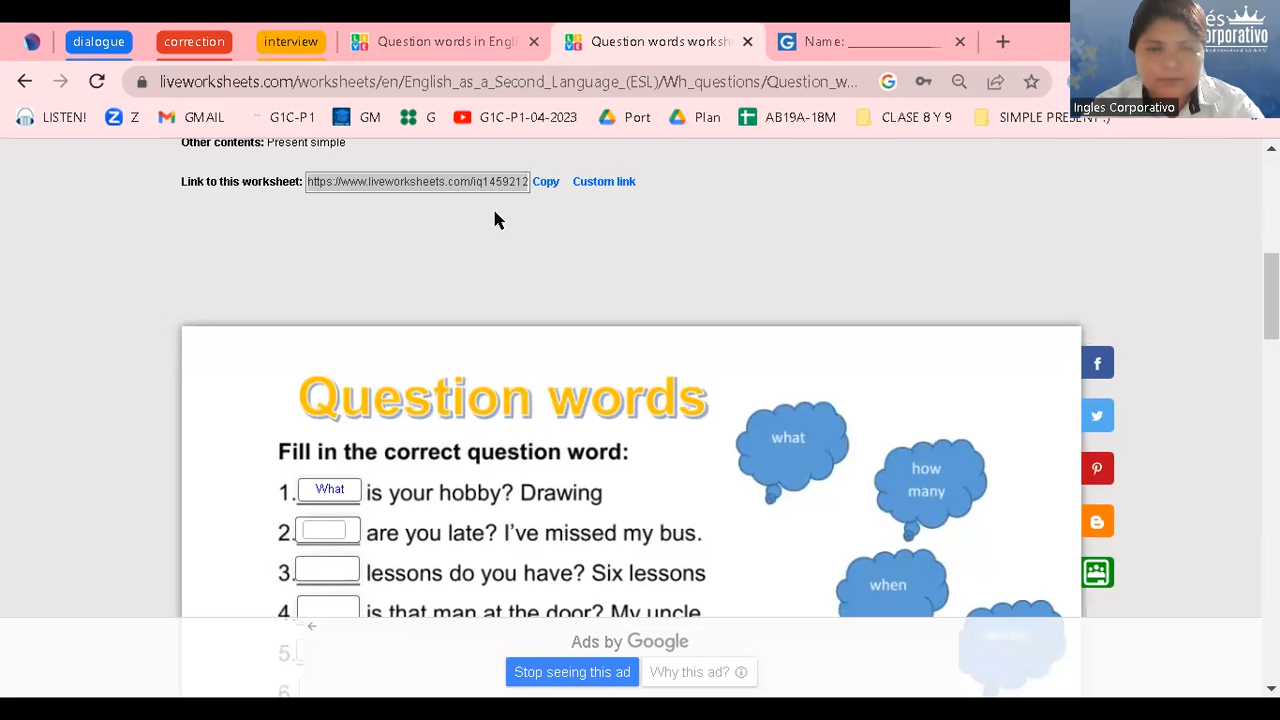 dialogue correction interview Question words in Engl Question words worksh Name: ______________
liveworksheets.com/worksheets/en/English_as_a_Second_Language_(ESL)/Wh_questions/Question_w...
LISTEN! Z GMAIL G1C-P1 GM G G1C-P1-04-2023 Port Plan AB19A-18M CLASE 8 Y 9 SIMPLE PRESENT :)
és
corporativo
Ingles Corporativo
Other contents: Present simple
Link to this worksheet: https://www.liveworksheets.com/iq1459212 Copy Custom link
Question words
Fill in the correct question word:
1. What is your hobby? Drawing
2. are you late? I've missed my bus.
3. lessons do you have? Six lessons
4. is that man at the door? My uncle
5.
6.
what
how
many
when
Ads by Google
Stop seeing this ad Why this ad?